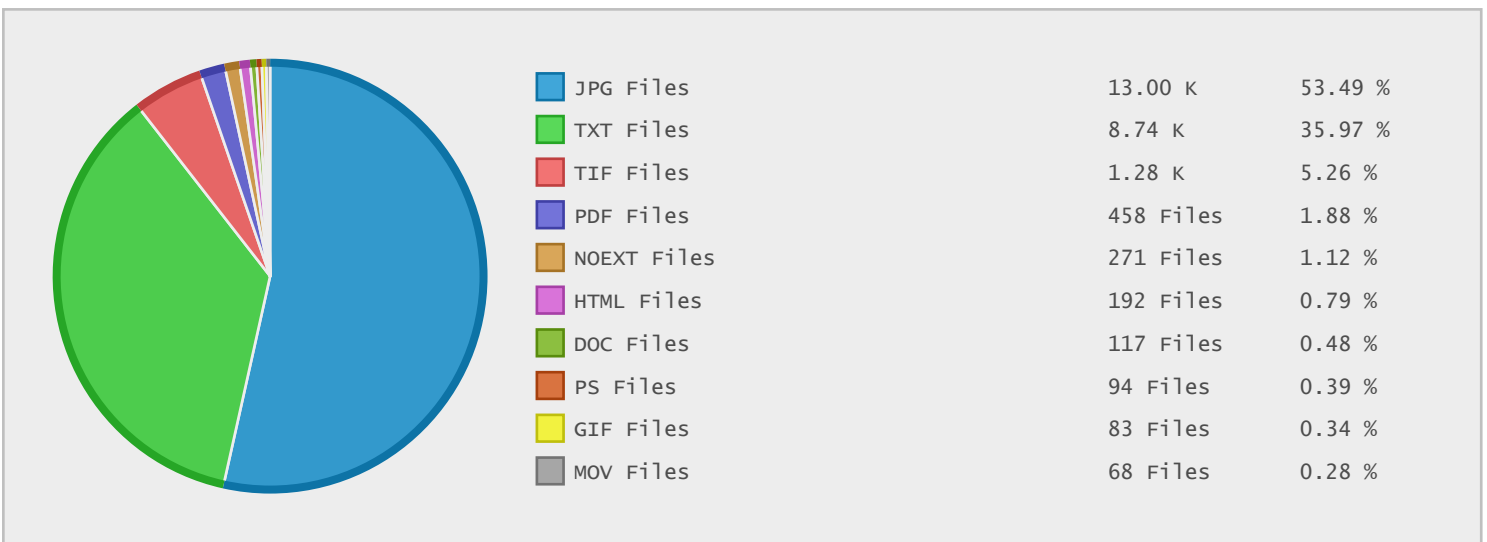 JPG Files 13.00 K 53.49 %
TXT Files 8.74 K 35.97 %
TIF Files 1.28 K 5.26 %
PDF Files 458 Files 1.88 %
NOEXT Files 271 Files 1.12 %
HTML Files 192 Files 0.79 %
DOC Files 117 Files 0.48 %
PS Files 94 Files 0.39 %
GIF Files 83 Files 0.34 %
MOV Files 68 Files 0.28 %